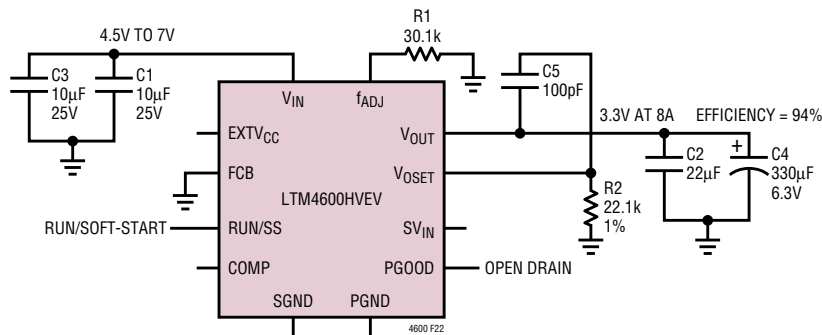 R1
30.1k
4.5V TO 7V
C3
10µF
25V
C1
10µF
25V
C5
100pF
VIN
fADJ
3.3V AT 8A
EFFICIENCY = 94%
EXTVCC
VOUT
C2
22µF
+
C4
330µF
6.3V
FCB
VOSET
LTM4600HVEV
R2
22.1k
1%
RUN/SOFT-START
RUN/SS
SVIN
COMP
PGOOD
OPEN DRAIN
SGND
PGND
4600 F22